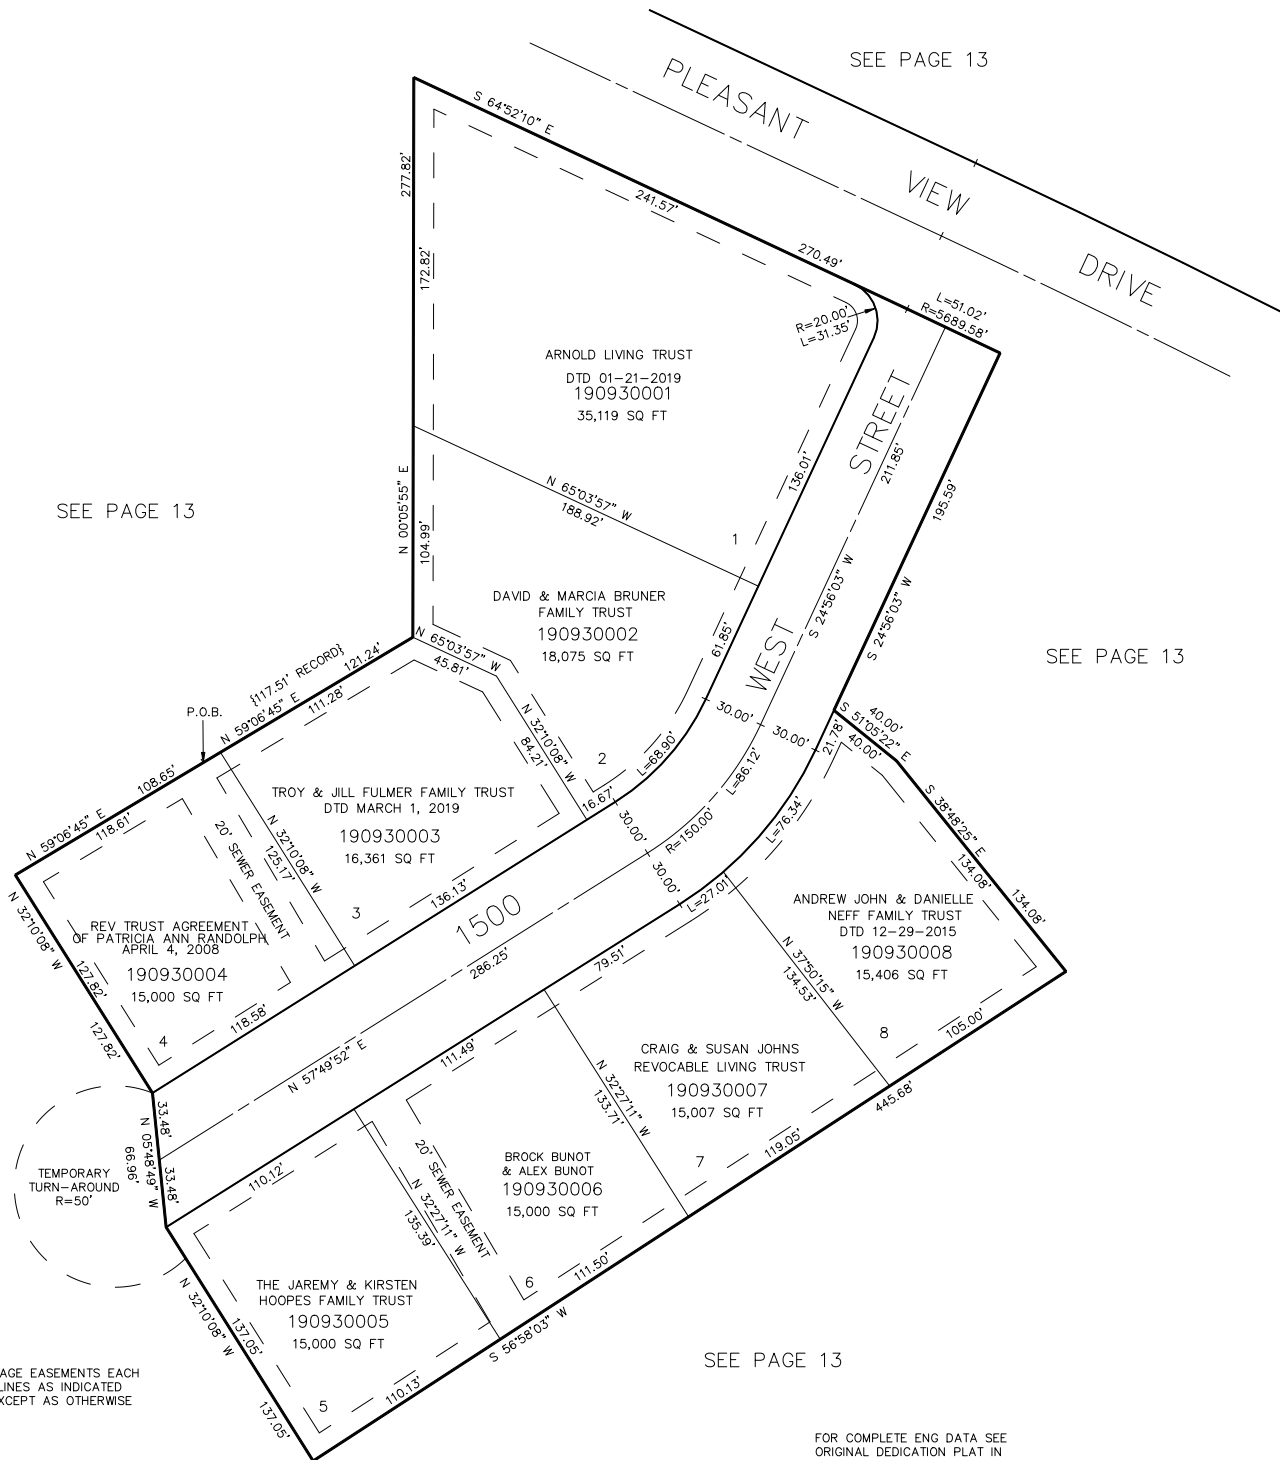 SEE PAGE 13
PLEASANT VIEW DRIVE
S 64°52'10" E
277.82'
241.57'
172.82'
270.49'
L=51.02'
R=5689.58'
R=20.00'
L=31.35'
ARNOLD LIVING TRUST
DTD 01-21-2019
190930001
35,119 SQ FT
WEST STREET
211.85'
136.01'
195.59'
N 00°05'55" E
SEE PAGE 13
N 65°03'57" W
188.92'
104.99'
1
S 24°56'03" W
S 24°56'03" W
DAVID & MARCIA BRUNER
FAMILY TRUST
190930002
18,075 SQ FT
61.85'
SEE PAGE 13
N 65°03'57" W
45.81'
{117.51' RECORD}
121.24'
N 59°06'45" E
111.28'
P.O.B.
N 32°10'08" W
84.21'
30.00'
30.00'
S 51°05'22" E
40.00'
40.00'
21.78'
2
L=68.90'
L=86.12'
R=150.00'
L=76.34'
16.67'
30.00'
30.00'
L=27.01
108.65'
N 59°06'45" E
118.61'
TROY & JILL FULMER FAMILY TRUST
DTD MARCH 1, 2019
190930003
16,361 SQ FT
N 32°10'08" W
125.17'
20' SEWER EASEMENT
136.13'
3
1500
286.25'
S 38°48'25" E
134.08'
134.08'
ANDREW JOHN & DANIELLE
NEFF FAMILY TRUST
DTD 12-29-2015
190930008
15,406 SQ FT
N 37°50'15" W
134.53'
8
105.00'
N 32°10'08" W
127.82'
127.82'
REV TRUST AGREEMENT
OF PATRICIA ANN RANDOLPH
APRIL 4, 2008
190930004
15,000 SQ FT
4
118.58'
79.51'
N 57°49'52" E
111.49'
CRAIG & SUSAN JOHNS
REVOCABLE LIVING TRUST
190930007
15,007 SQ FT
N 32°27'11" W
133.71'
7
119.05'
445.68'
33.48'
N 05°48'49" W
66.96'
33.48'
TEMPORARY
TURN-AROUND
R=50'
110.12'
20' SEWER EASEMENT
N 32°27'11" W
135.39'
BROCK BUNOT
& ALEX BUNOT
190930006
15,000 SQ FT
6
111.50'
THE JAREMY & KIRSTEN
HOOPES FAMILY TRUST
190930005
15,000 SQ FT
N 32°10'08" W
137.05'
137.05'
5
110.13'
S 56°58'03" W
SEE PAGE 13
AGE EASEMENTS EACH
LINES AS INDICATED
XCEPT AS OTHERWISE
FOR COMPLETE ENG DATA SEE
ORIGINAL DEDICATION PLAT IN